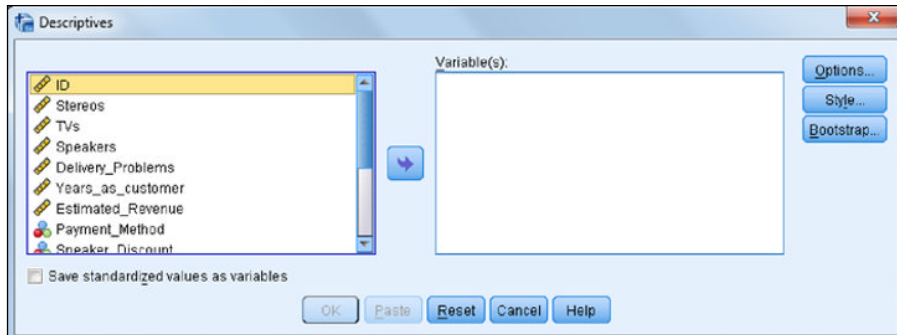 Descriptives
ID
Stereos
TVs
Speakers
Delivery_Problems
Years_as_customer
Estimated_Revenue
Payment_Method
Speaker_Discount
Variable(s):
Options...
Style...
Bootstrap...
Save standardized values as variables
OK
Paste
Reset
Cancel
Help